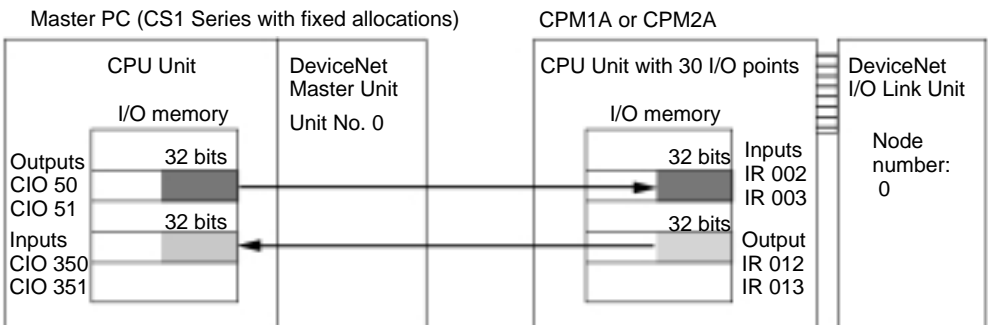 Master PC (CS1 Series with fixed allocations)
CPM1A or CPM2A
CPU Unit
DeviceNet
Master Unit
Unit No. 0
I/O memory
Outputs
CIO 50
CIO 51
32 bits
Inputs
CIO 350
CIO 351
32 bits
CPU Unit with 30 I/O points
I/O memory
32 bits
Inputs
IR 002
IR 003
32 bits
Output
IR 012
IR 013
DeviceNet
I/O Link Unit
Node
number:
0